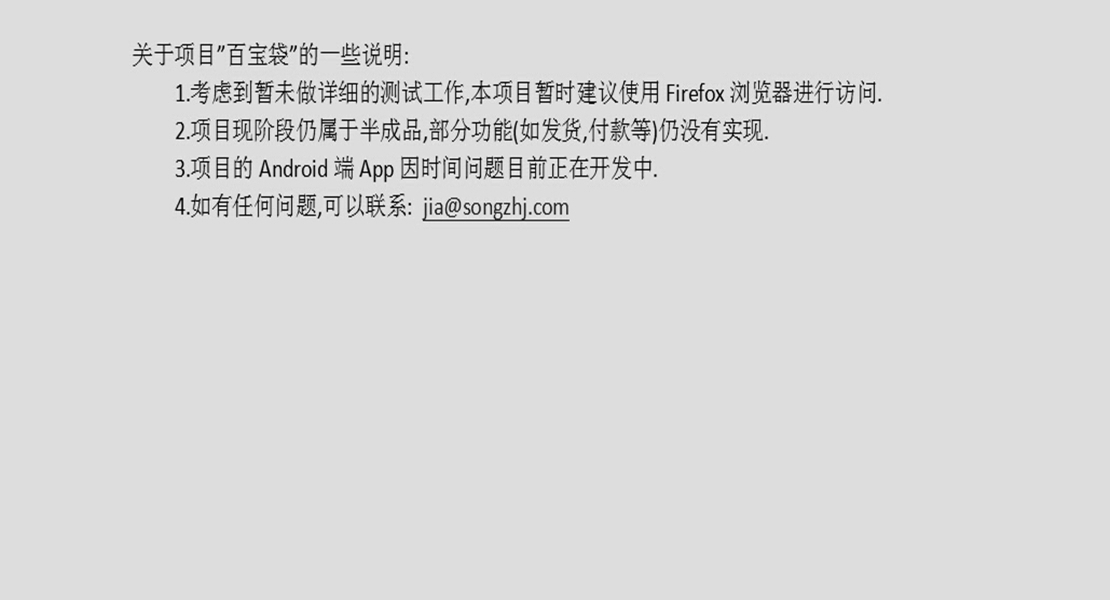 关于项目”百宝袋”的一些说明:
1.考虑到暂未做详细的测试工作,本项目暂时建议使用 Firefox 浏览器进行访问.
2.项目现阶段仍属于半成品,部分功能(如发货,付款等)仍没有实现.
3.项目的 Android 端 App 因时间问题目前正在开发中.
4.如有任何问题,可以联系: jia@songzhj.com